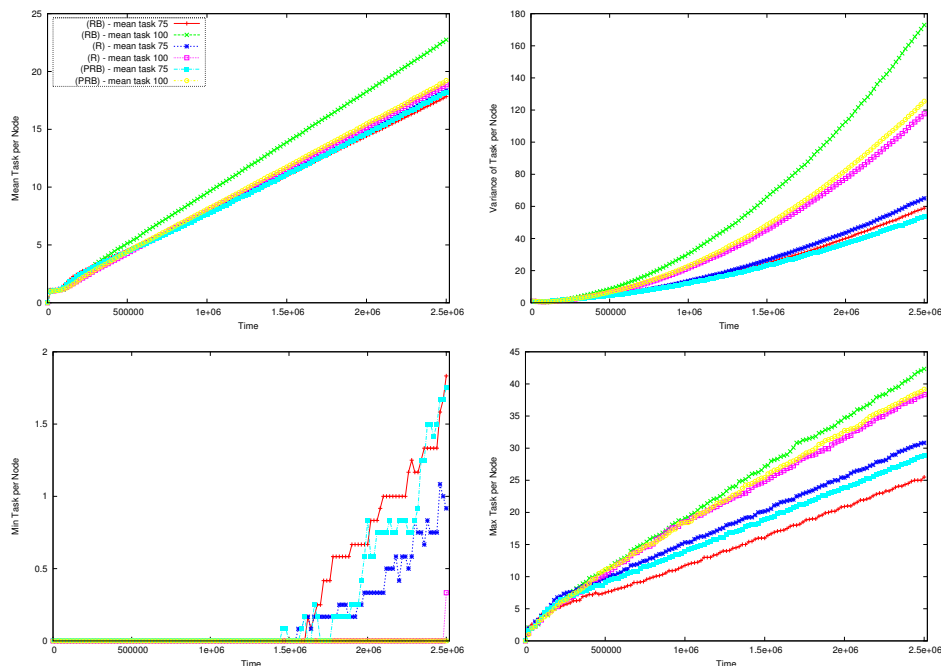 (RB) - mean task 75
(RB) - mean task 100
(R) - mean task 75
(R) - mean task 100
(PRB) - mean task 75
(PRB) - mean task 100
Mean Task per Node
25
20
15
10
5
0
0 500000 1e+06 1.5e+06 2e+06 2.5e+06
Time
Variance of Task per Node
180
160
140
120
100
80
60
40
20
0
0 500000 1e+06 1.5e+06 2e+06 2.5e+06
Time
Min Task per Node
2
1.5
1
0.5
0
0 500000 1e+06 1.5e+06 2e+06 2.5e+06
Time
Max Task per Node
45
40
35
30
25
20
15
10
5
0
0 500000 1e+06 1.5e+06 2e+06 2.5e+06
Time